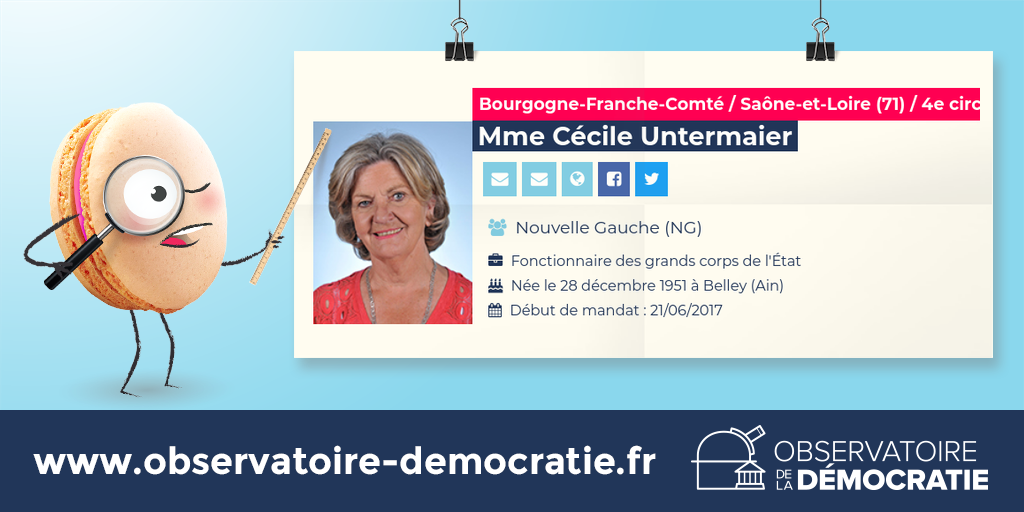 Bourgogne-Franche-Comté / Saône-et-Loire (71) / 4e circ
Mme Cécile Untermaier
Nouvelle Gauche (NG)
Fonctionnaire des grands corps de l'État
Née le 28 décembre 1951 à Belley (Ain)
Début de mandat : 21/06/2017
www.observatoire-democratie.fr
OBSERVATOIRE
DE LA DÉMOCRATIE